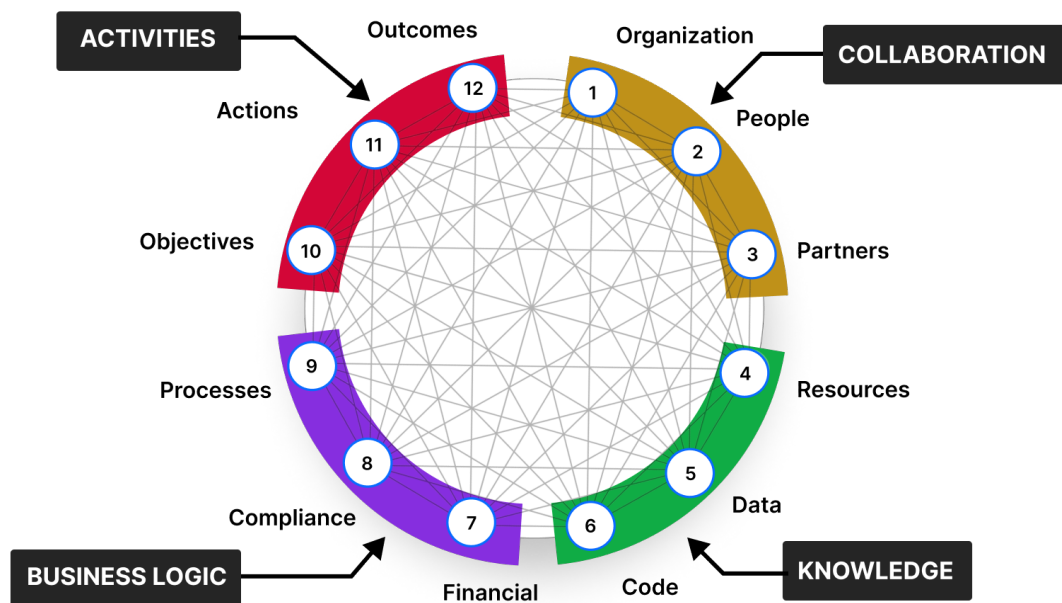 ACTIVITIES
Outcomes
Organization
COLLABORATION
12
1
Actions
People
11
2
Objectives
10
3
Partners
9
4
Processes
Resources
8
5
Compliance
7
6
Data
BUSINESS LOGIC
Financial
Code
KNOWLEDGE